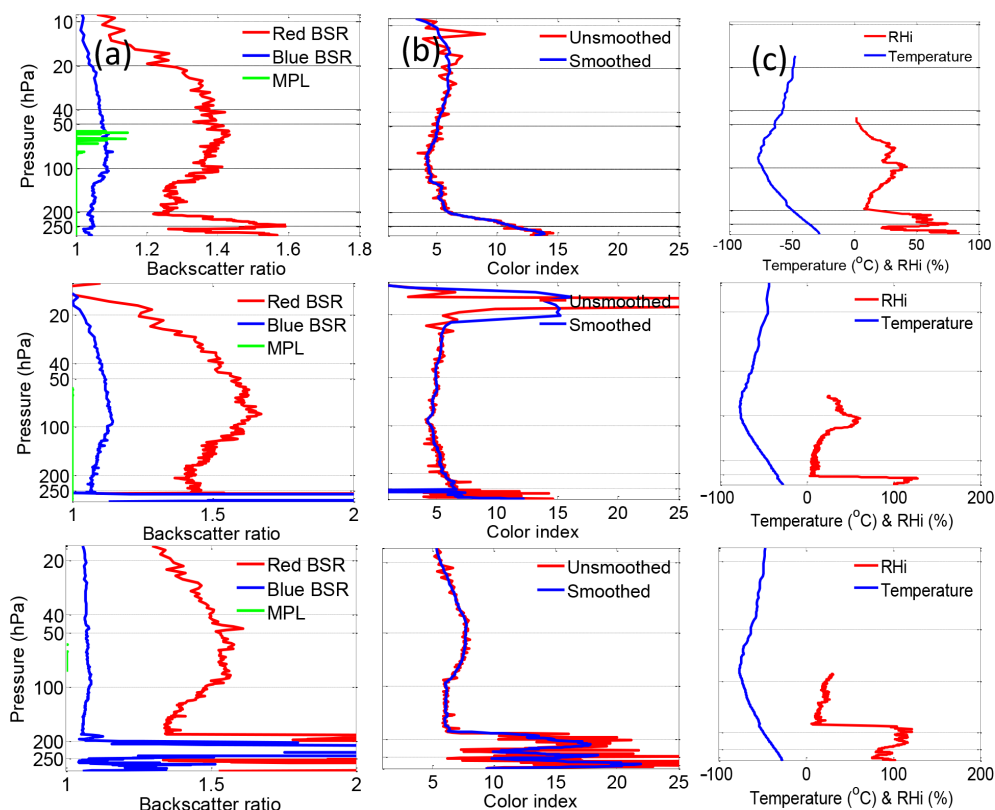 (a)
Red BSR
Blue BSR
MPL
10
20
40
50
100
200
250
Pressure (hPa)
1 1.2 1.4 1.6 1.8
Backscatter ratio
(b)
Unsmoothed
Smoothed
5 10 15 20 25
Color index
(c)
RHi
Temperature
-100 -50 0 50 100
Temperature (°C) & RHi (%)
Red BSR
Blue BSR
MPL
20
40
50
100
200
250
Pressure (hPa)
1 1.5 2
Backscatter ratio
Unsmoothed
Smoothed
5 10 15 20 25
Color index
RHi
Temperature
-100 0 100 200
Temperature (°C) & RHi (%)
Red BSR
Blue BSR
MPL
20
40
50
100
200
250
Pressure (hPa)
1 1.5 2
Backscatter ratio
Unsmoothed
Smoothed
5 10 15 20 25
Color index
RHi
Temperature
-100 0 100 200
Temperature (°C) & RHi (%)